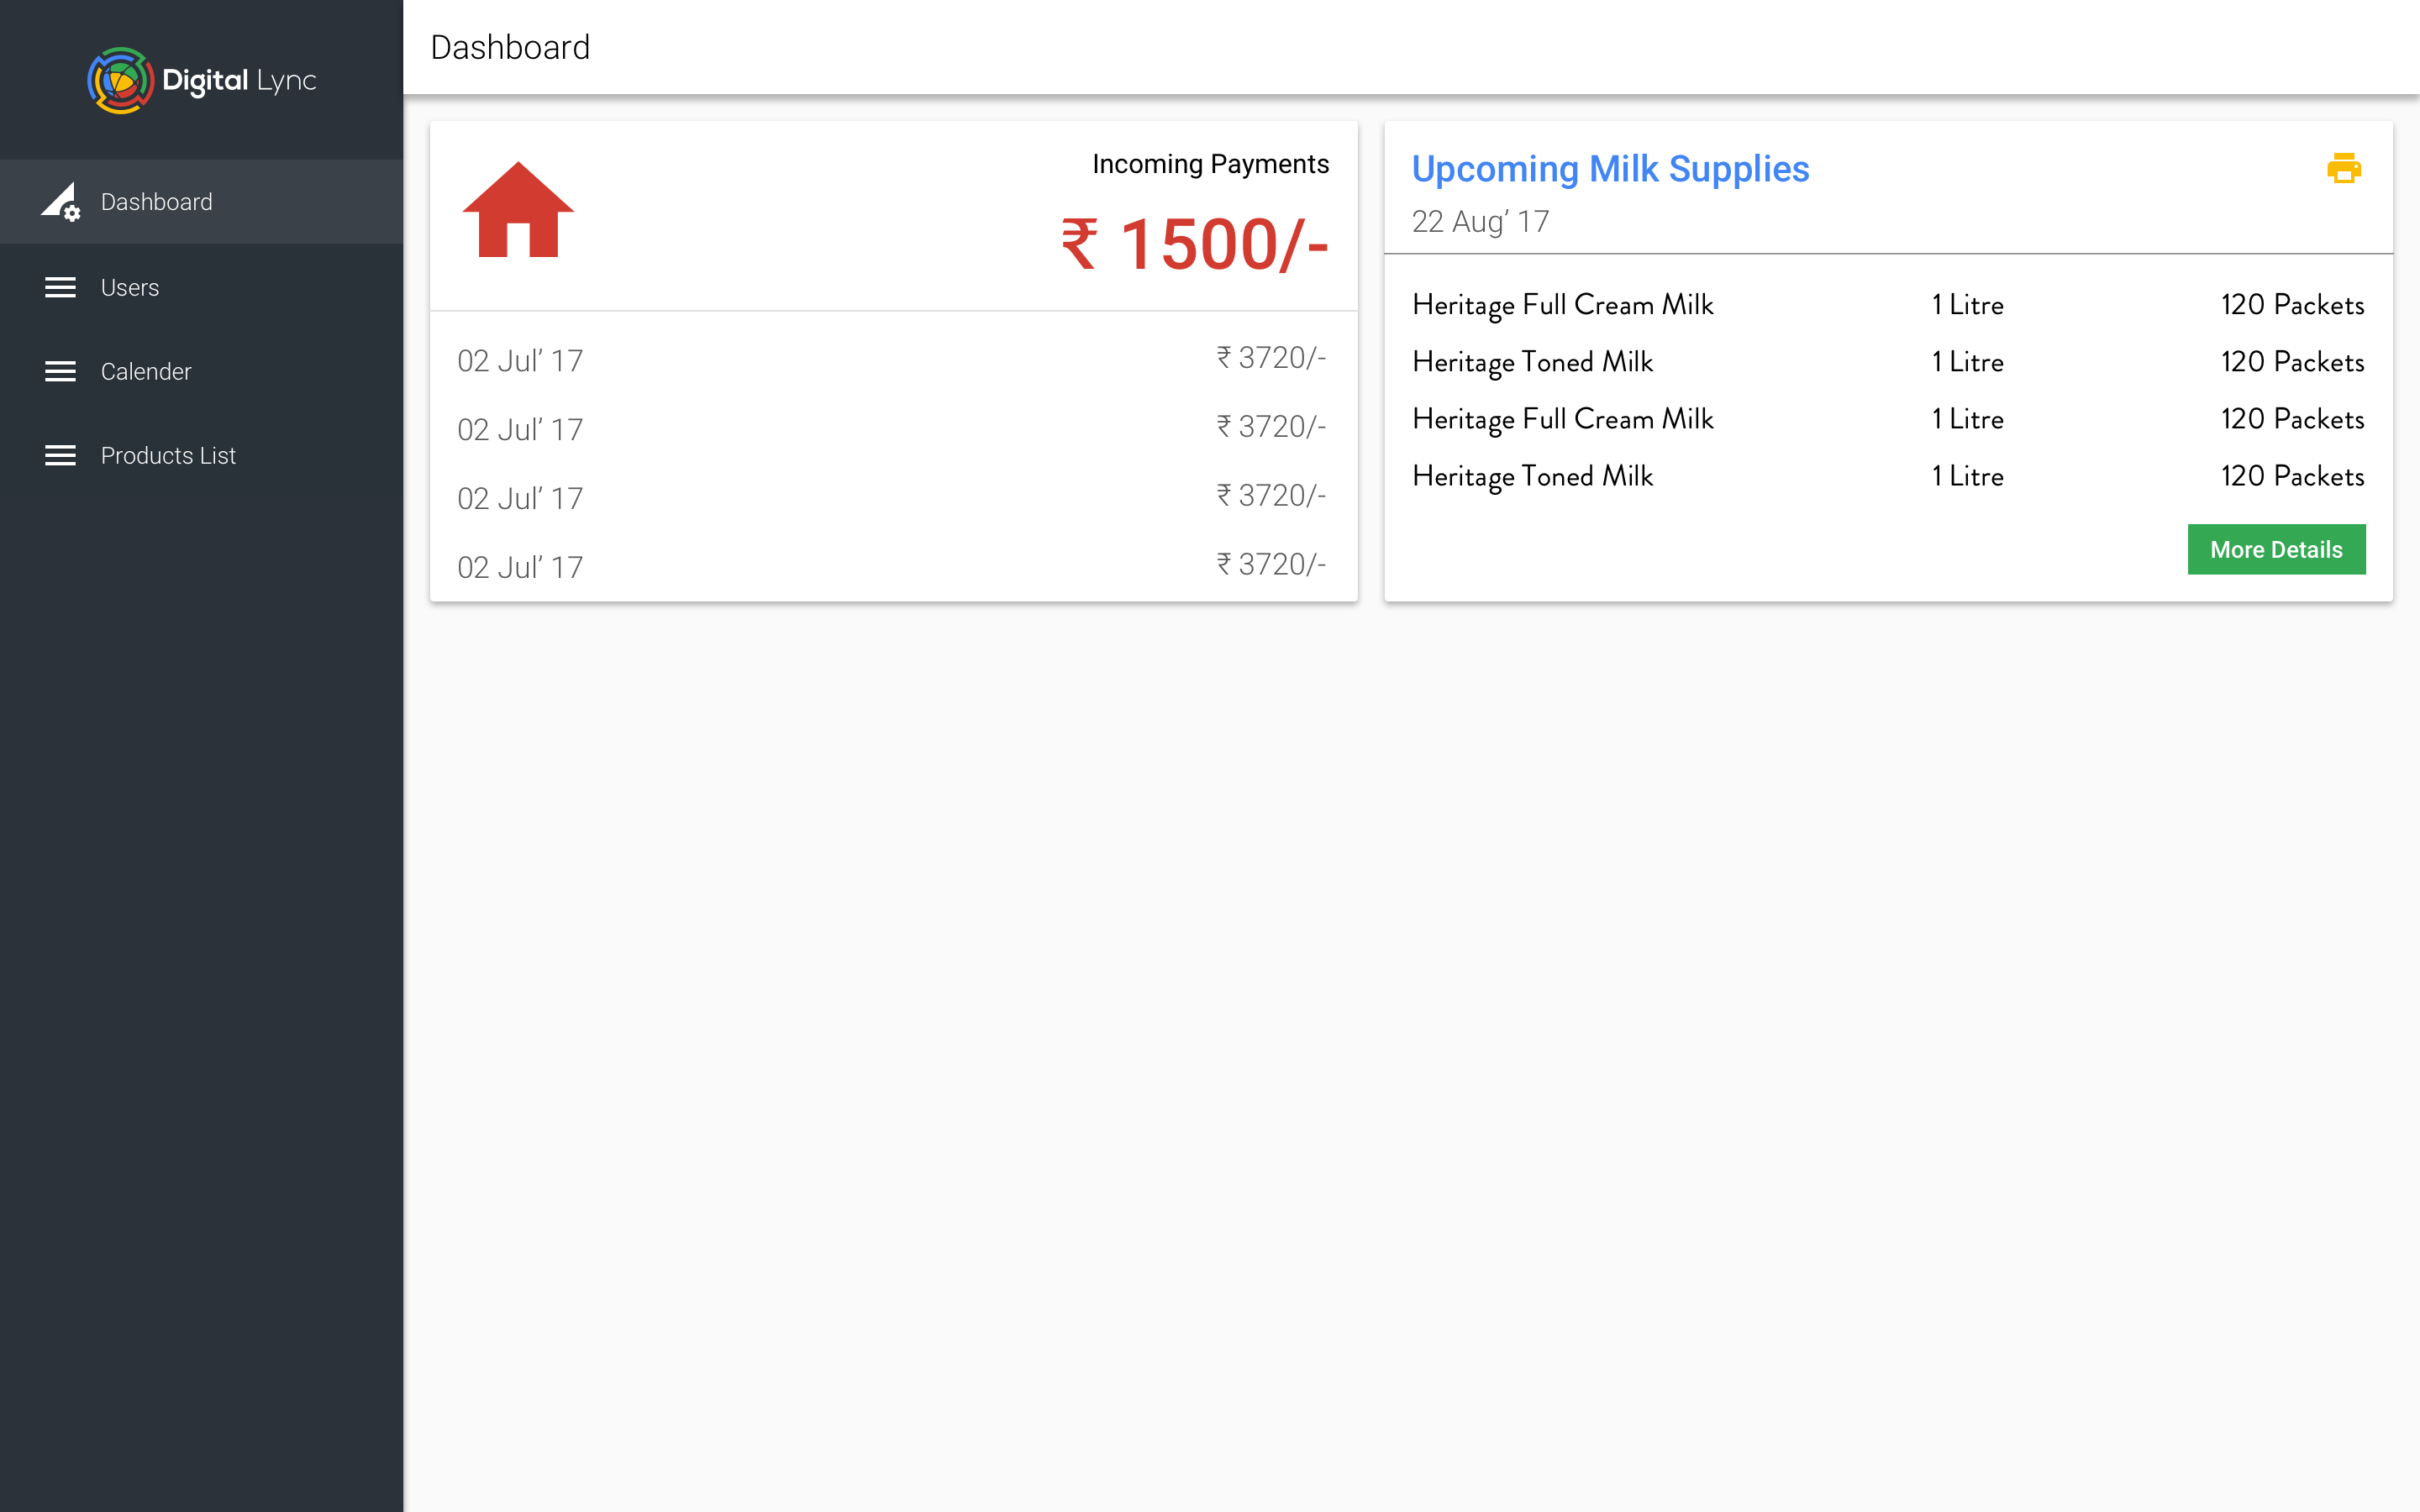 Digital Lync
Dashboard
Users
Calender
Products List
Dashboard
Incoming Payments
₹ 1500/-
02 Jul’ 17 ₹ 3720/-
02 Jul’ 17 ₹ 3720/-
02 Jul’ 17 ₹ 3720/-
02 Jul’ 17 ₹ 3720/-
Upcoming Milk Supplies
22 Aug’ 17
Heritage Full Cream Milk 1 Litre 120 Packets
Heritage Toned Milk 1 Litre 120 Packets
Heritage Full Cream Milk 1 Litre 120 Packets
Heritage Toned Milk 1 Litre 120 Packets
More Details